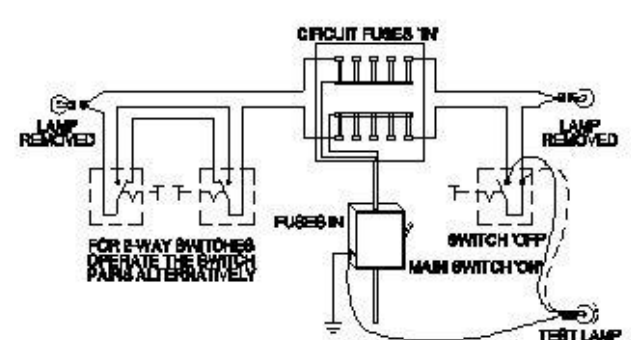 CIRCUIT FUSES 'IN'
LAMP
REMOVED
LAMP
REMOVED
FUSES IN
SWITCH 'OFF'
FOR 2-WAY SWITCHES
OPERATE THE SWITCH
PAIRS ALTERNATIVELY
MAIN SWITCH 'ON'
TEST LAMP